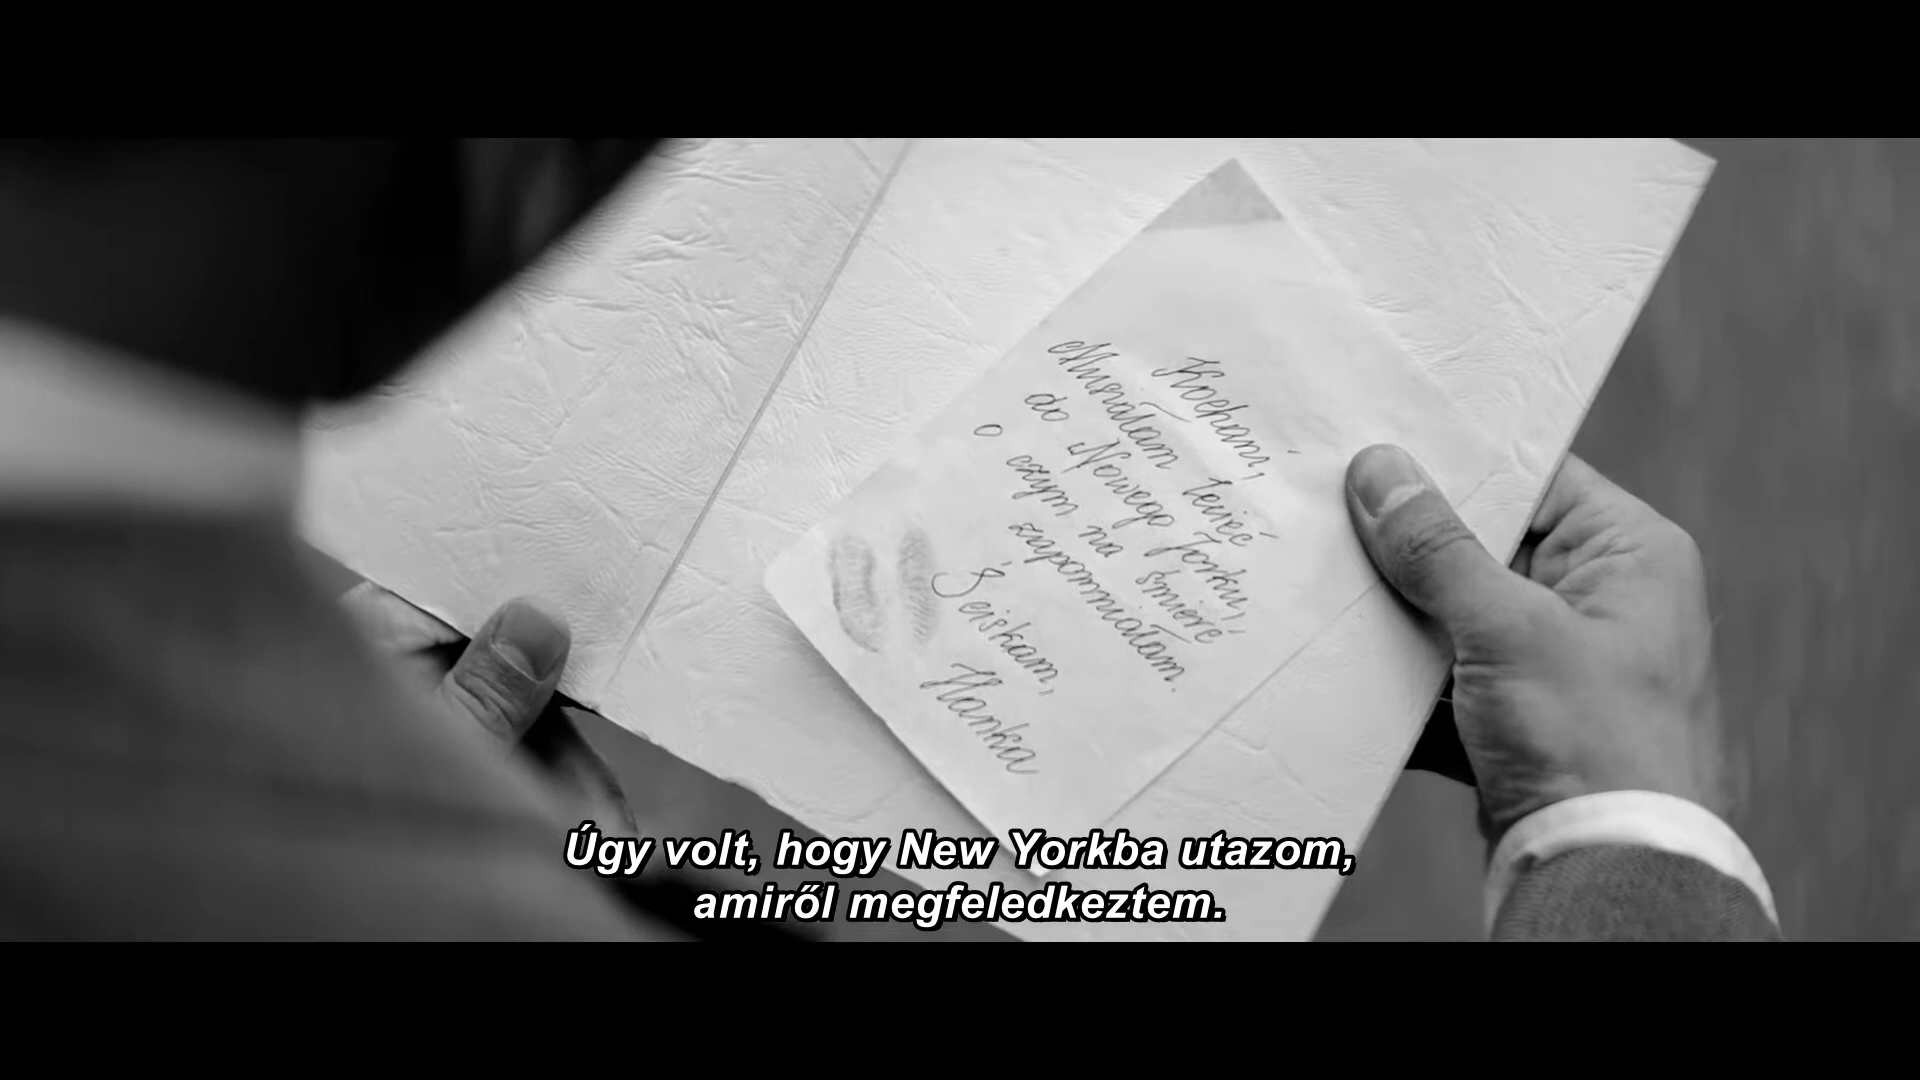 Kochani,
Musiałam lecieć
do Nowego Jorku,
o czym na śmierć
zapomniałam.
Ściskam,
Hanka
Úgy volt, hogy New Yorkba utazom,
amiről megfeledkeztem.